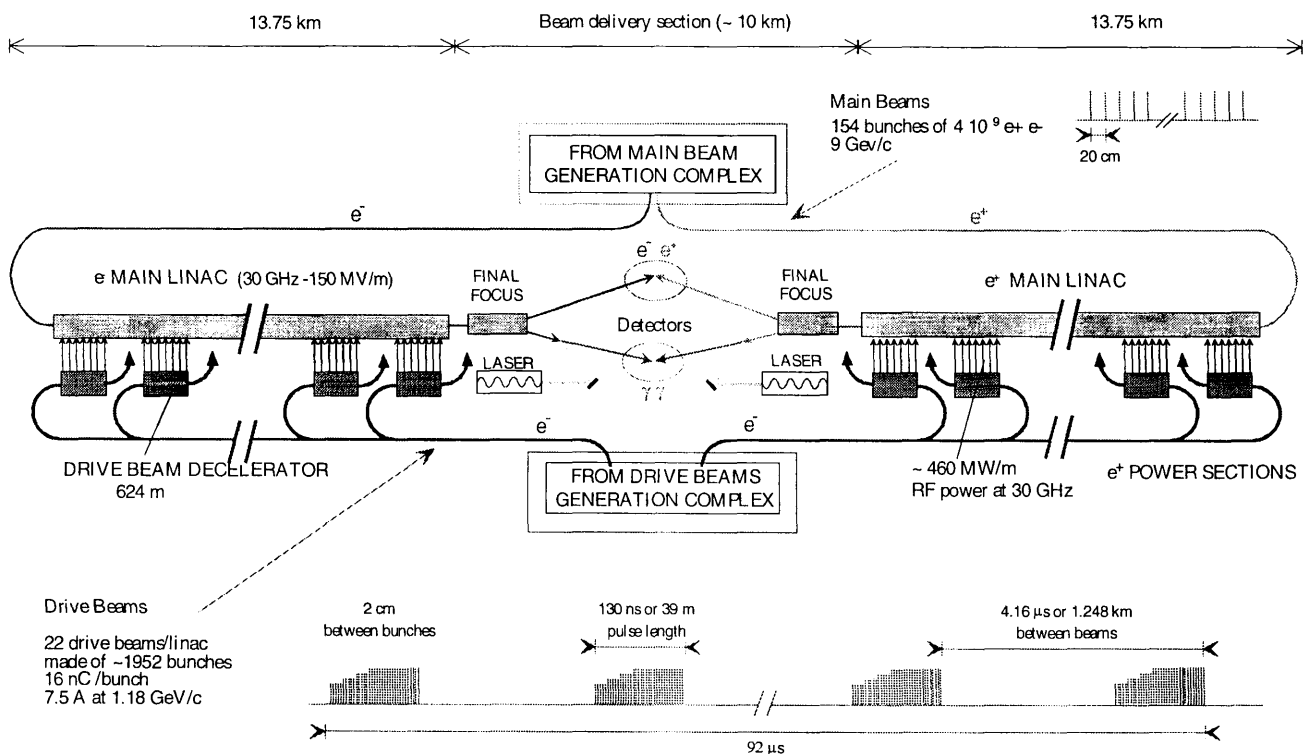 13.75 km
Beam delivery section (~ 10 km)
13.75 km
Main Beams
154 bunches of 4 10⁹ e+ e-
9 Gev/c
20 cm
FROM MAIN BEAM
GENERATION COMPLEX
e⁻
e⁺
e⁻ e⁺
e⁻ MAIN LINAC (30 GHz -150 MV/m)
FINAL
FOCUS
FINAL
FOCUS
e⁺ MAIN LINAC
Detectors
LASER
LASER
γ γ
e⁻
e⁻
DRIVE BEAM DECELERATOR
624 m
FROM DRIVE BEAMS
GENERATION COMPLEX
~ 460 MW/m
RF power at 30 GHz
e⁺ POWER SECTIONS
Drive Beams
22 drive beams/linac
made of ~1952 bunches
16 nC/bunch
7.5 A at 1.18 GeV/c
2 cm
between bunches
130 ns or 39 m
pulse length
4.16 μs or 1.248 km
between beams
92 μs